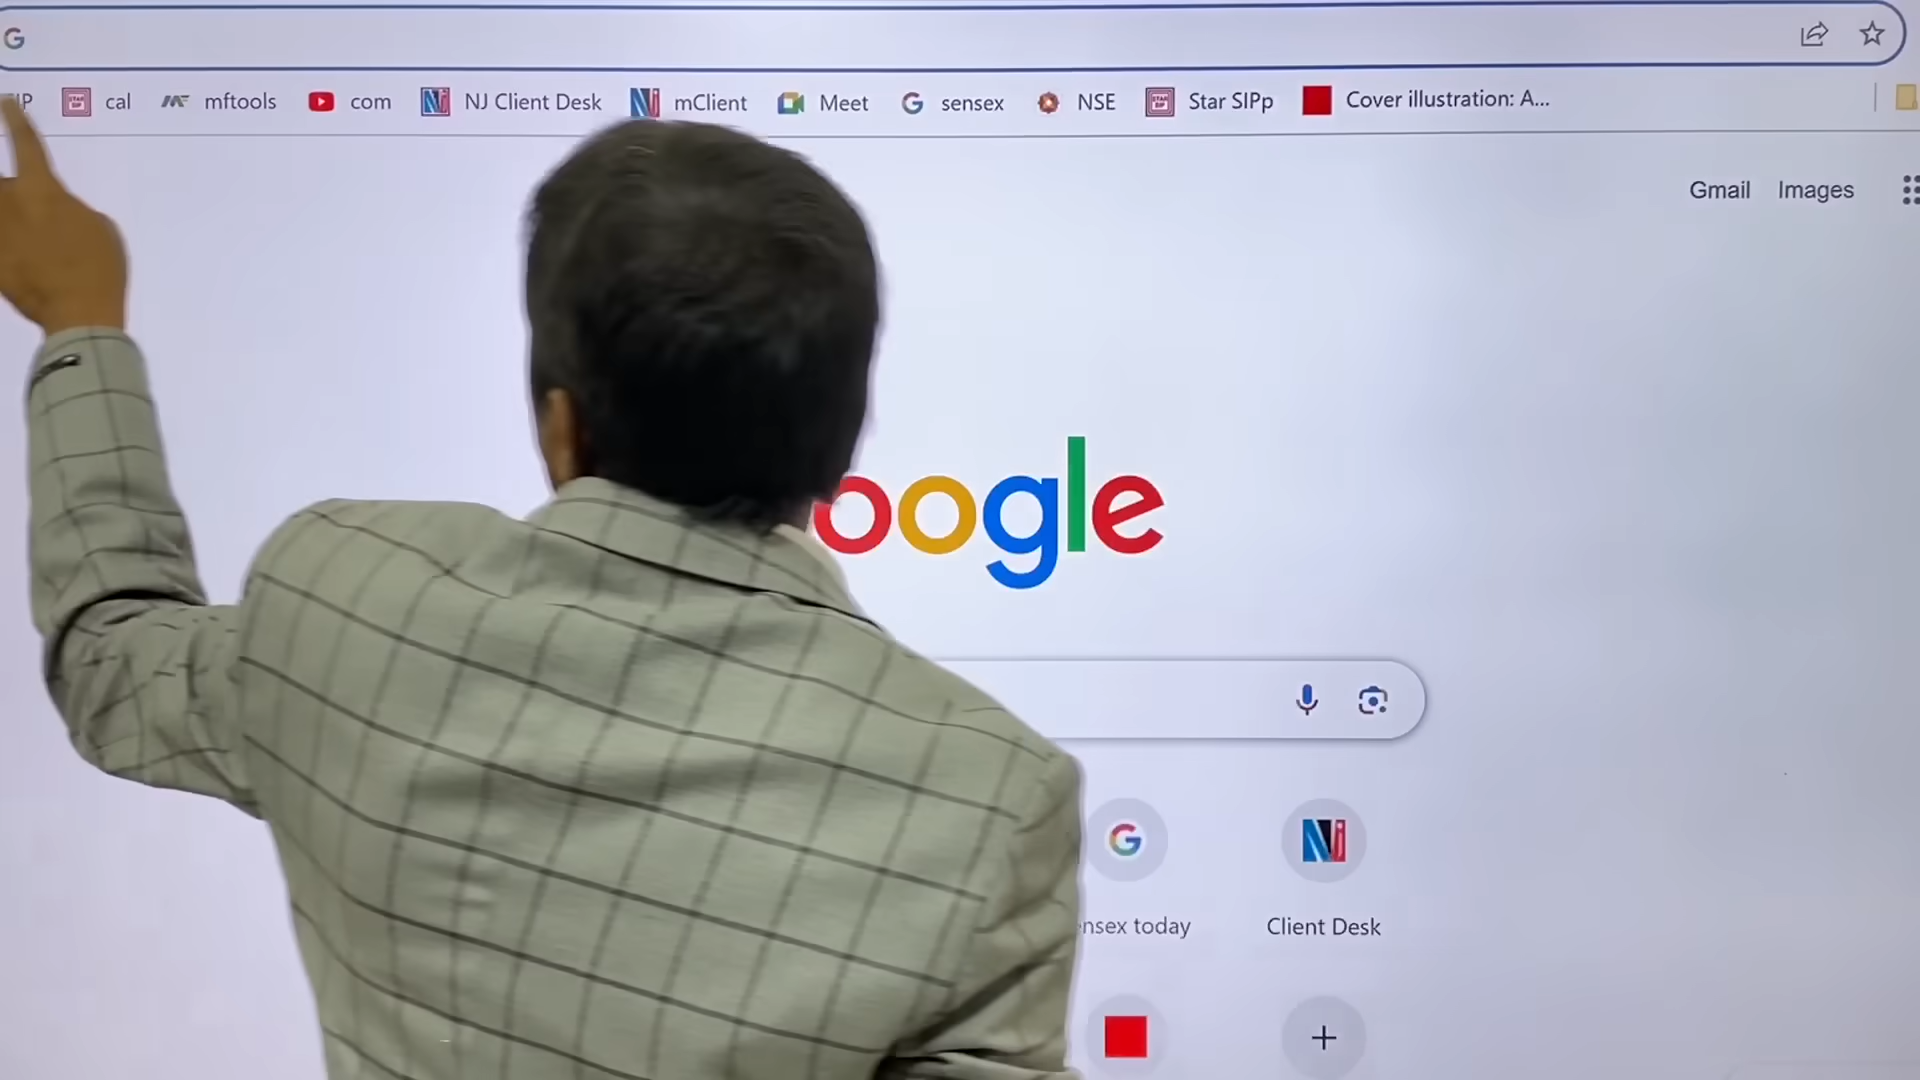 cal mftools com NJ Client Desk mClient Meet sensex NSE Star SIPp Cover illustration: A...
Gmail Images
oogle
nsex today Client Desk